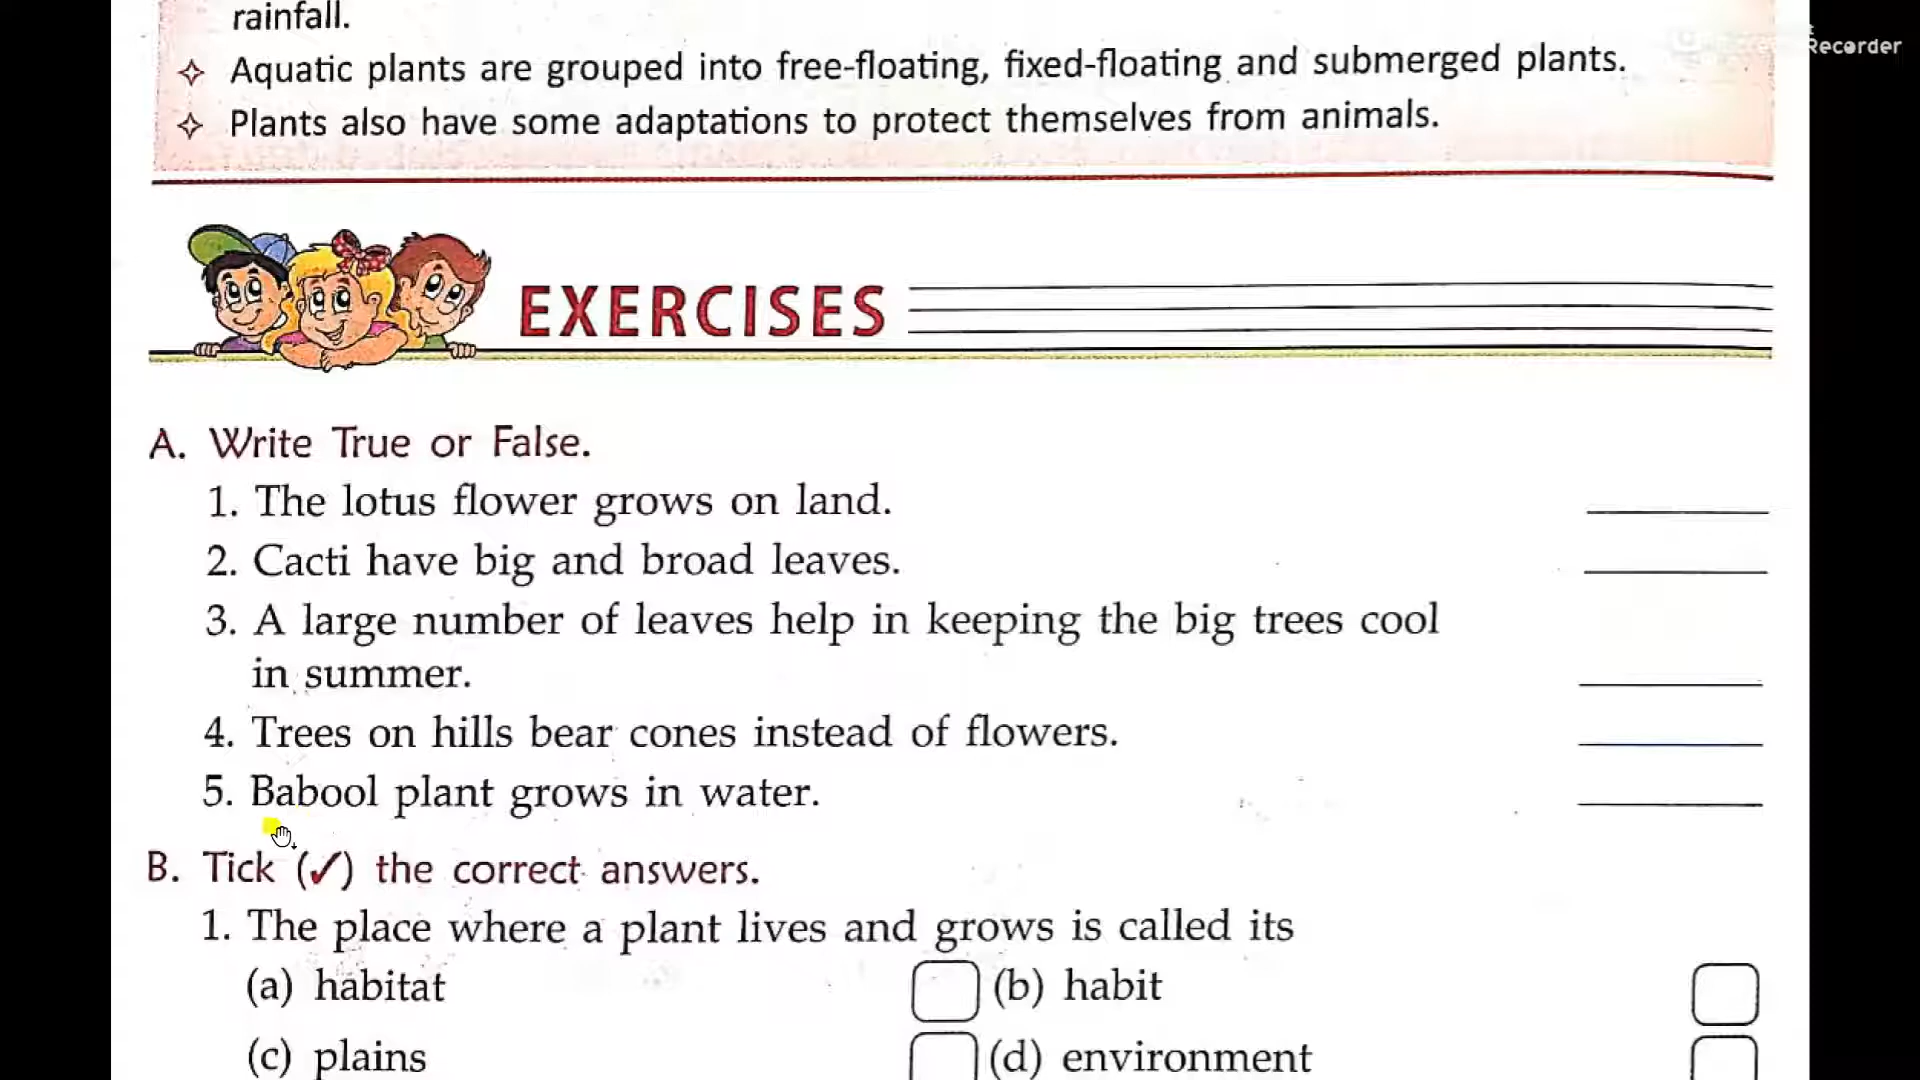 rainfall.
✧ Aquatic plants are grouped into free-floating, fixed-floating and submerged plants.
✧ Plants also have some adaptations to protect themselves from animals.
Recorder
EXERCISES
A. Write True or False.
1. The lotus flower grows on land.
2. Cacti have big and broad leaves.
3. A large number of leaves help in keeping the big trees cool
in summer.
4. Trees on hills bear cones instead of flowers.
5. Babool plant grows in water.
B. Tick (✓) the correct answers.
1. The place where a plant lives and grows is called its
(a) habitat (b) habit
(c) plains (d) environment